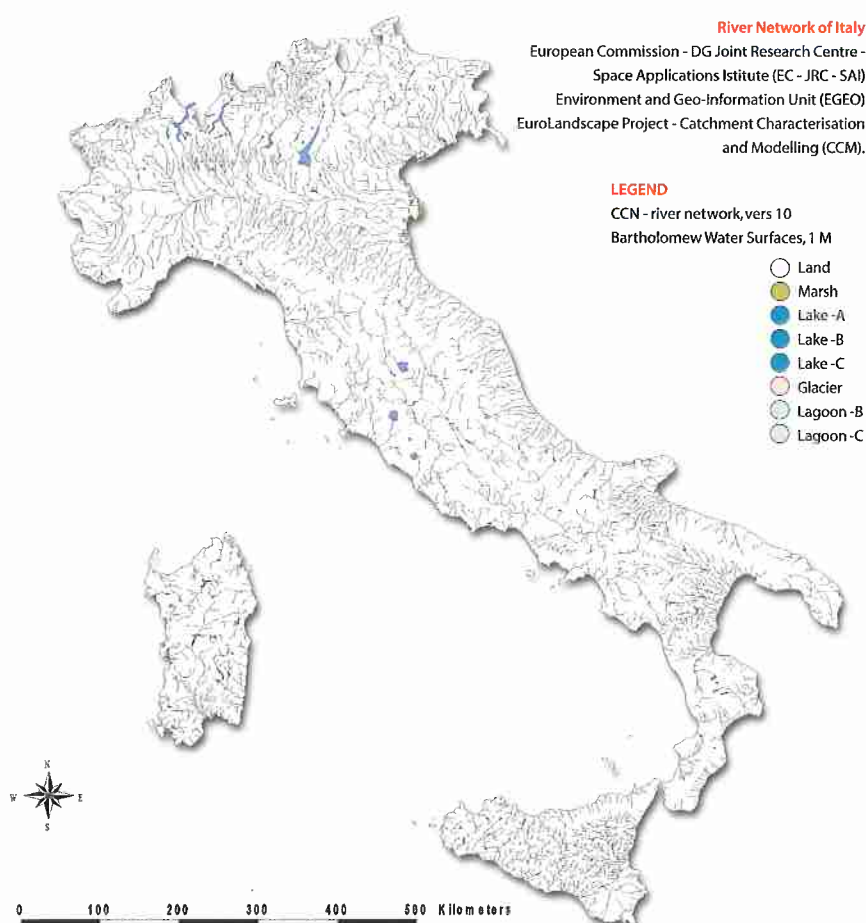 River Network of Italy
European Commission - DG Joint Research Centre -
Space Applications Istitute (EC - JRC - SAI)
Environment and Geo-Information Unit (EGEO)
EuroLandscape Project - Catchment Characterisation
and Modelling (CCM).
LEGEND
CCN - river network, vers 10
Bartholomew Water Surfaces, 1 M
Land
Marsh
Lake -A
Lake -B
Lake -C
Glacier
Lagoon -B
Lagoon -C
N
W E
S
0 100 200 300 400 500 Kilometers